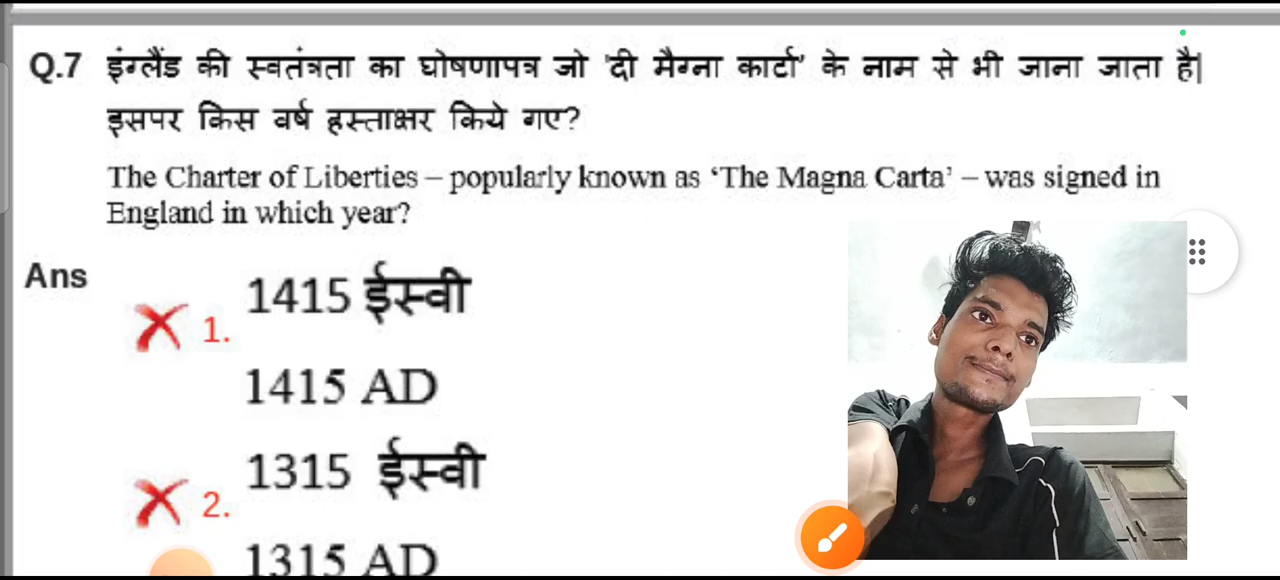 Q.7 इंग्लैंड की स्वतंत्रता का घोषणापत्र जो 'दी मैग्ना कार्टा' के नाम से भी जाना जाता है|
इसपर किस वर्ष हस्ताक्षर किये गए?
The Charter of Liberties – popularly known as ‘The Magna Carta’ – was signed in
England in which year?
Ans
1. 1415 ईस्वी
1415 AD
2. 1315 ईस्वी
1315 AD